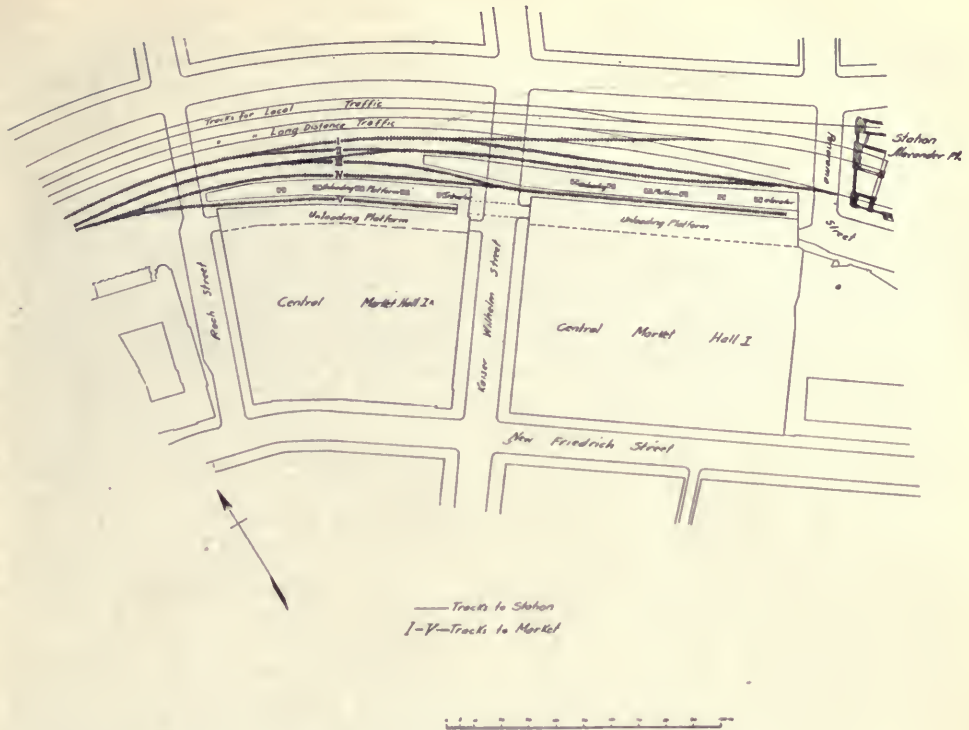 Tracks for Local Traffic
" Long Distance Traffic
I
V
Unloading Platform
Unloading Platform
Unloading Platform
Unloading Platform
Elevator
Station
Alexander Pl.
Street
Roch Street
Central Market Hall Ia
Kaiser Wilhelm Street
Central Market Hall I
New Friedrich Street
Tracks to Station
I-V—Tracks to Market